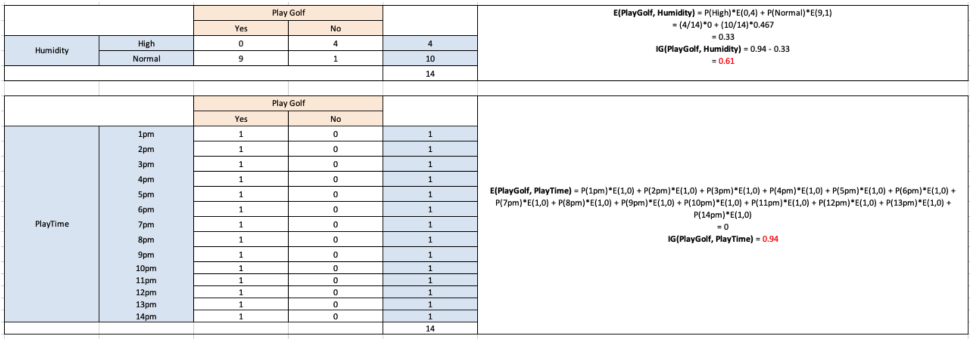 Play Golf
Yes No
Humidity High 0 4 4
Normal 9 1 10
14
E(PlayGolf, Humidity) = P(High)*E(0,4) + P(Normal)*E(9,1)
= (4/14)*0 + (10/14)*0.467
= 0.33
IG(PlayGolf, Humidity) = 0.94 - 0.33
= 0.61
Play Golf
Yes No
PlayTime
1pm 1 0 1
2pm 1 0 1
3pm 1 0 1
4pm 1 0 1
5pm 1 0 1
6pm 1 0 1
7pm 1 0 1
8pm 1 0 1
9pm 1 0 1
10pm 1 0 1
11pm 1 0 1
12pm 1 0 1
13pm 1 0 1
14pm 1 0 1
14
E(PlayGolf, PlayTime) = P(1pm)*E(1,0) + P(2pm)*E(1,0) + P(3pm)*E(1,0) + P(4pm)*E(1,0) + P(5pm)*E(1,0) + P(6pm)*E(1,0) +
P(7pm)*E(1,0) + P(8pm)*E(1,0) + P(9pm)*E(1,0) + P(10pm)*E(1,0) + P(11pm)*E(1,0) + P(12pm)*E(1,0) + P(13pm)*E(1,0) +
P(14pm)*E(1,0)
= 0
IG(PlayGolf, PlayTime) = 0.94